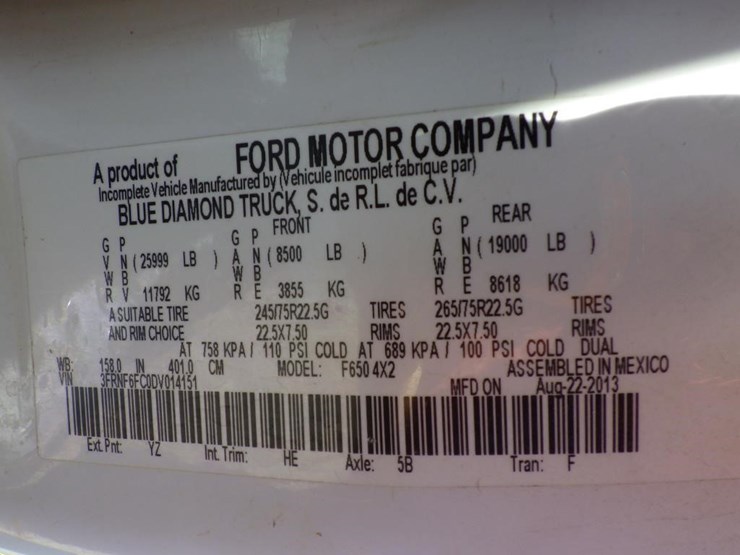 A product of FORD MOTOR COMPANY
Incomplete Vehicle Manufactured by (Vehicule incomplet fabrique par)
BLUE DIAMOND TRUCK, S. de R.L. de C.V.
FRONT REAR
G P G P G P
V N ( 25999 LB ) A N ( 8500 LB ) A N ( 19000 LB )
W B W B W B
R V 11792 KG R E 3855 KG R E 8618 KG
A SUITABLE TIRE 245/75R22.5G TIRES 265/75R22.5G TIRES
AND RIM CHOICE 22.5X7.50 RIMS 22.5X7.50 RIMS
AT 758 KPA / 110 PSI COLD AT 689 KPA / 100 PSI COLD DUAL
WB: 158.0 IN 401.0 CM MODEL: F650 4X2 ASSEMBLED IN MEXICO
VIN 3FRNF6FC0DV014151 MFD ON Aug-22-2013
Ext. Pnt: YZ Int. Trim: HE Axle: 5B Tran: F